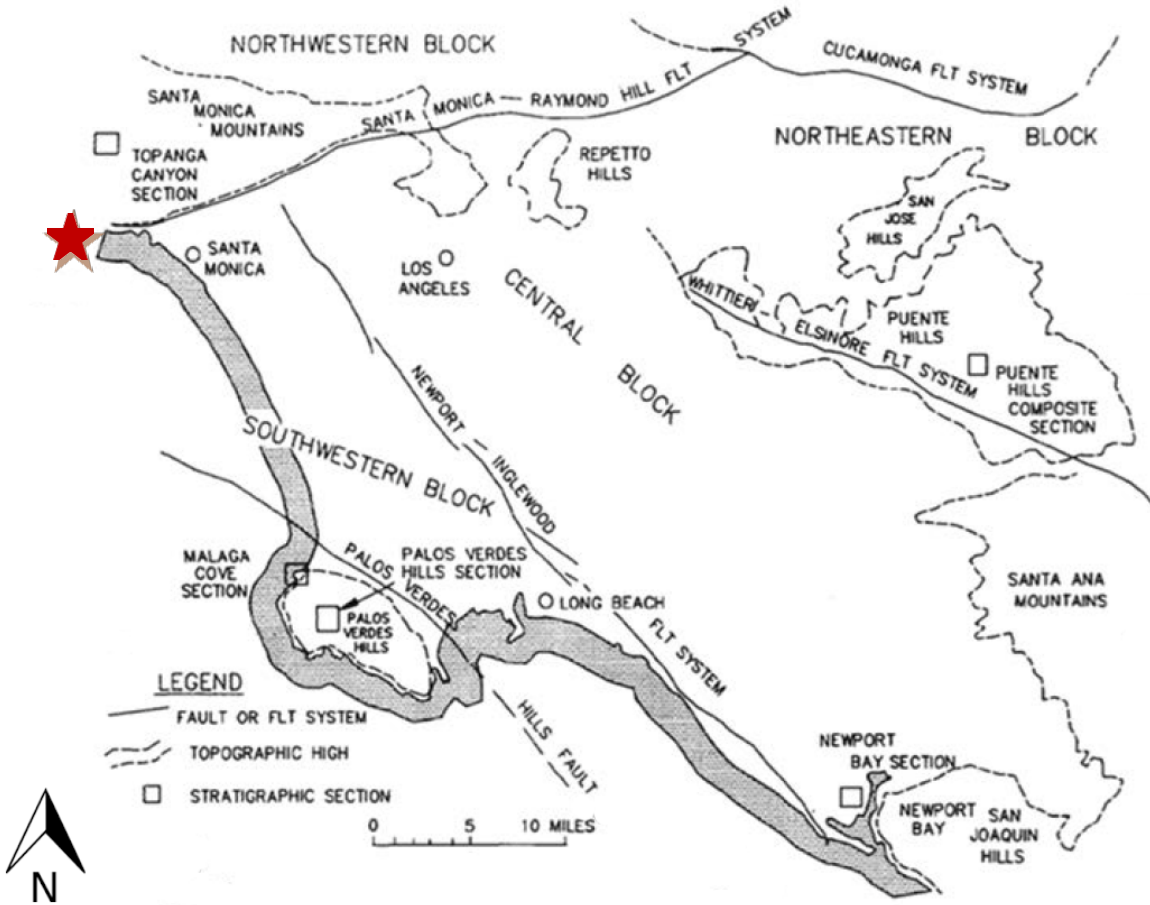 NORTHWESTERN BLOCK
SYSTEM
CUCAMONGA FLT SYSTEM
SANTA
MONICA
MOUNTAINS
SANTA MONICA — RAYMOND HILL FLT
NORTHEASTERN BLOCK
TOPANGA
CANYON
SECTION
REPETTO
HILLS
SAN
JOSE
HILLS
SANTA
MONICA
LOS
ANGELES
CENTRAL
BLOCK
WHITTIER — ELSINORE FLT SYSTEM
PUENTE
HILLS
PUENTE
HILLS
COMPOSITE
SECTION
NEWPORT — INGLEWOOD
FLT SYSTEM
SOUTHWESTERN BLOCK
MALAGA
COVE
SECTION
PALOS VERDES
HILLS FAULT
PALOS VERDES
HILLS SECTION
PALOS
VERDES
HILLS
LONG BEACH
SANTA ANA
MOUNTAINS
LEGEND
FAULT OR FLT SYSTEM
TOPOGRAPHIC HIGH
STRATIGRAPHIC SECTION
NEWPORT
BAY SECTION
NEWPORT
BAY
SAN
JOAQUIN
HILLS
0 5 10 MILES
N